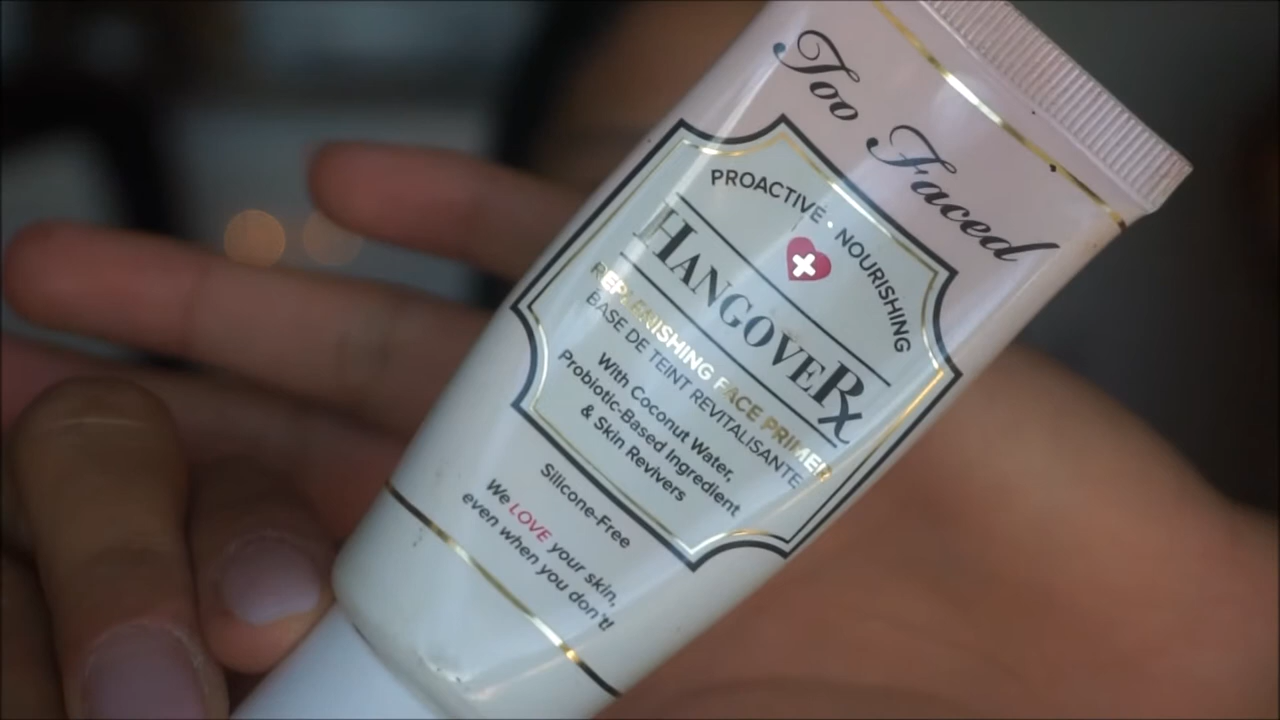 Too Faced
PROACTIVE • NOURISHING
HANGOVERx
REPLENISHING FACE PRIMER
BASE DE TEINT REVITALISANTE
With Coconut Water,
Probiotic-Based Ingredient
& Skin Revivers
Silicone-Free
We LOVE your skin,
even when you don't!